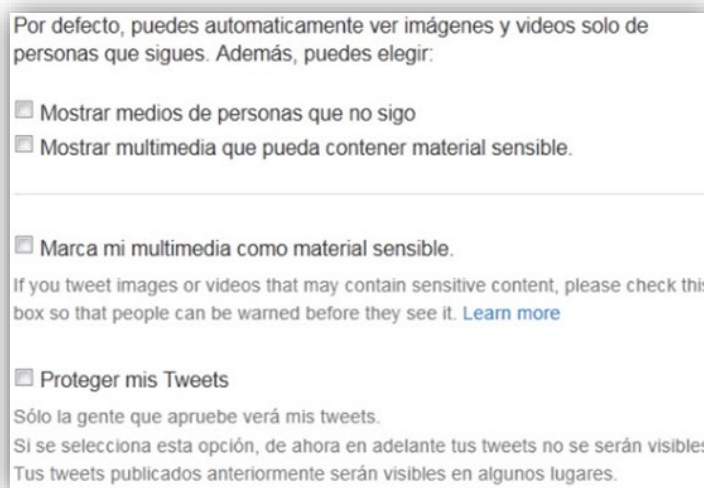 Por defecto, puedes automaticamente ver imágenes y videos solo de
personas que sigues. Además, puedes elegir:
Mostrar medios de personas que no sigo
Mostrar multimedia que pueda contener material sensible.
Marca mi multimedia como material sensible.
If you tweet images or videos that may contain sensitive content, please check this
box so that people can be warned before they see it. Learn more
Proteger mis Tweets
Sólo la gente que apruebe verá mis tweets.
Si se selecciona esta opción, de ahora en adelante tus tweets no se serán visibles
Tus tweets publicados anteriormente serán visibles en algunos lugares.